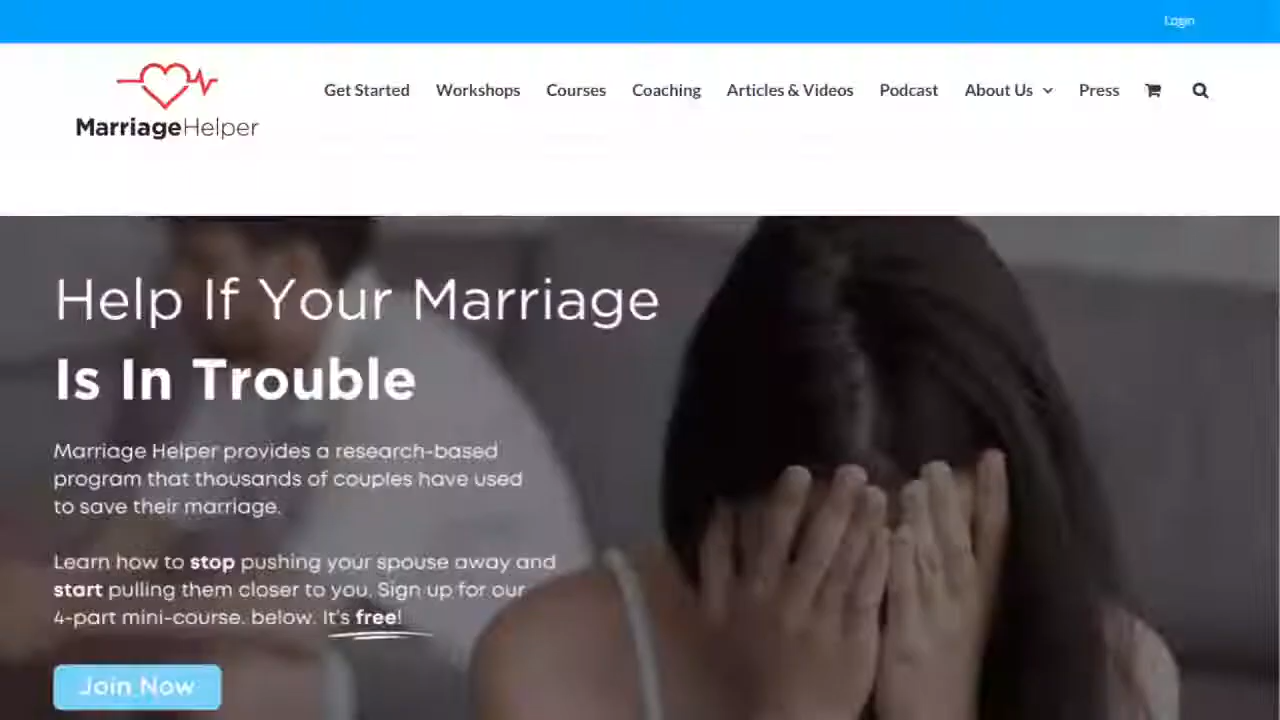 Login
MarriageHelper
Get Started Workshops Courses Coaching Articles & Videos Podcast About Us Press
Help If Your Marriage
Is In Trouble
Marriage Helper provides a research-based
program that thousands of couples have used
to save their marriage.
Learn how to stop pushing your spouse away and
start pulling them closer to you. Sign up for our
4-part mini-course. below. It's free!
Join Now